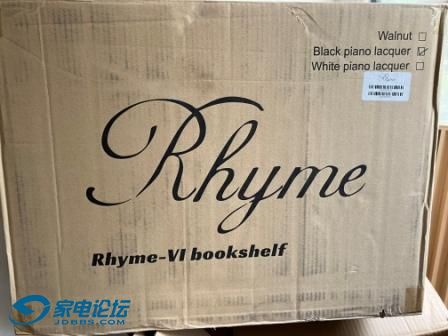 Walnut
Black piano lacquer
White piano lacquer
Rhyme
Rhyme-VI bookshelf
家电论坛
JDBBS.COM